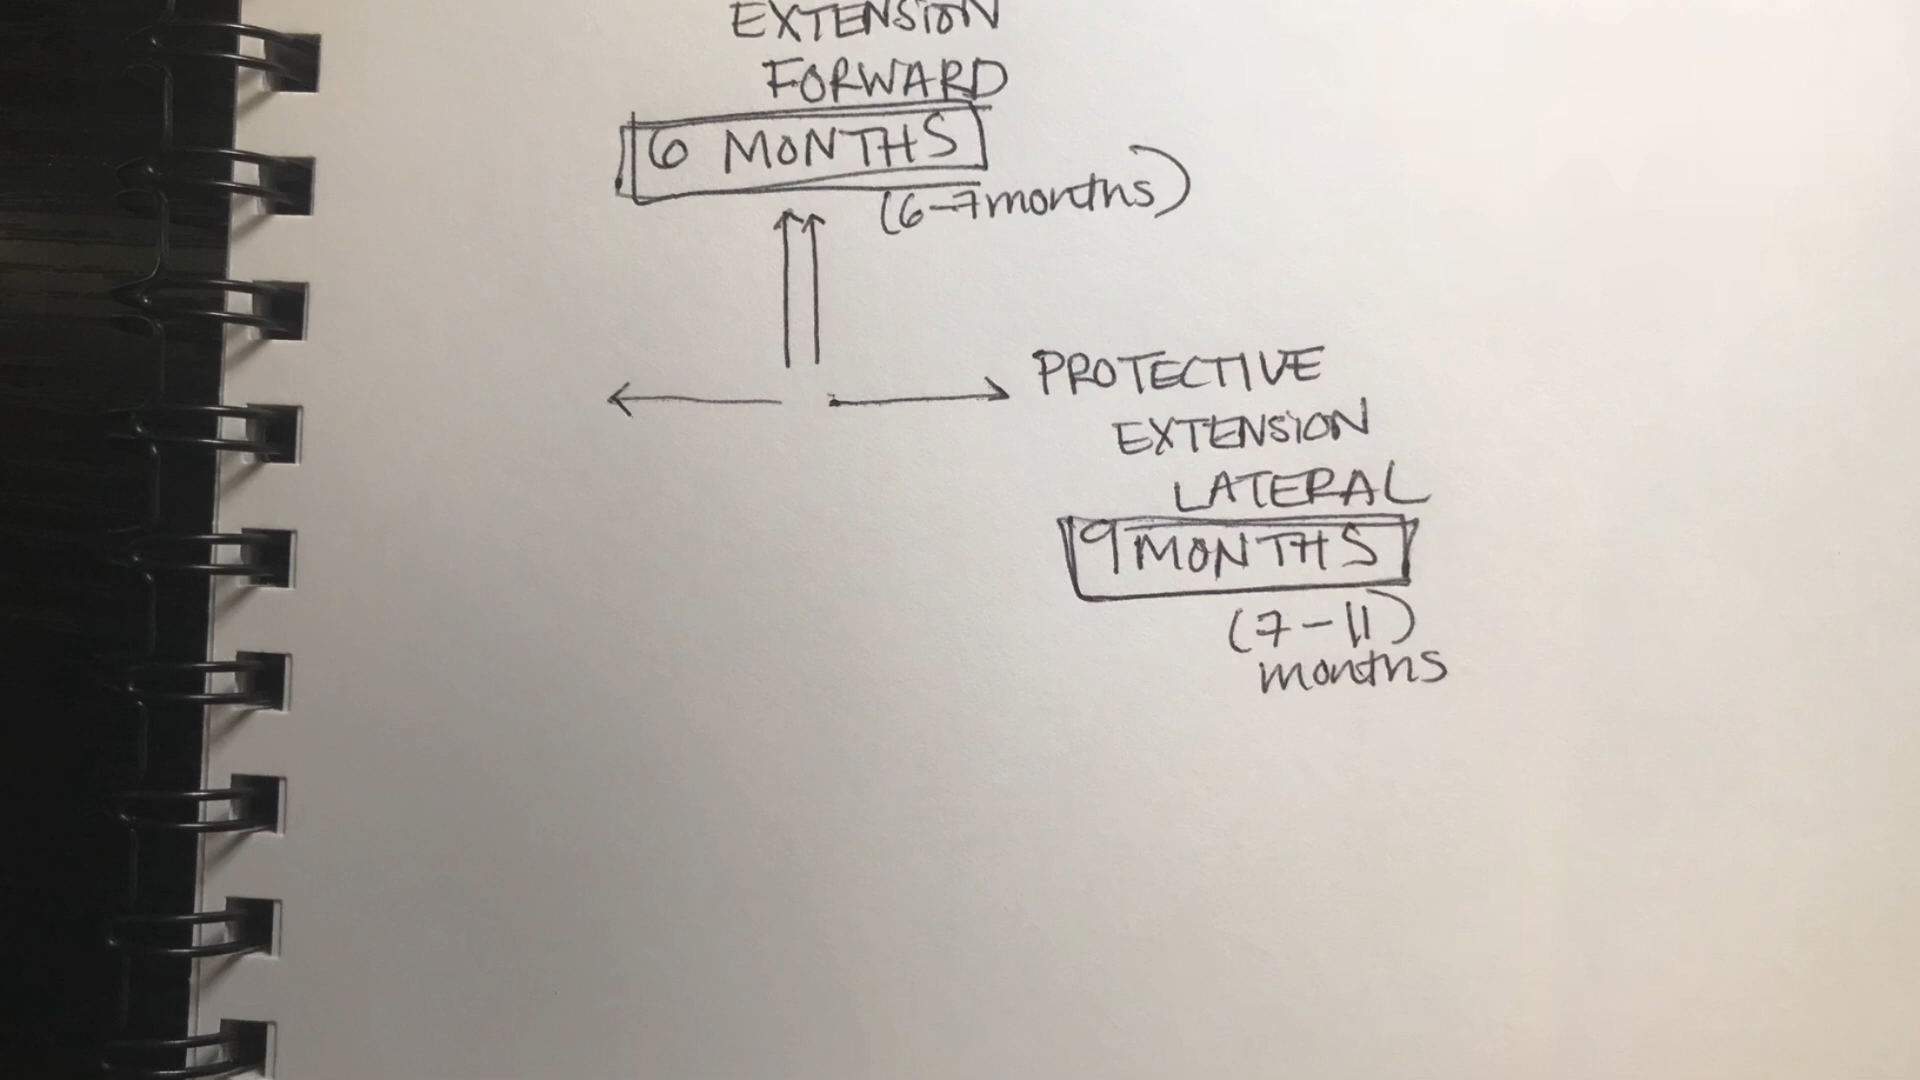 EXTENSION
FORWARD
6 MONTHS
(6-7months)
PROTECTIVE
EXTENSION
LATERAL
9 MONTHS
(7-11)
months